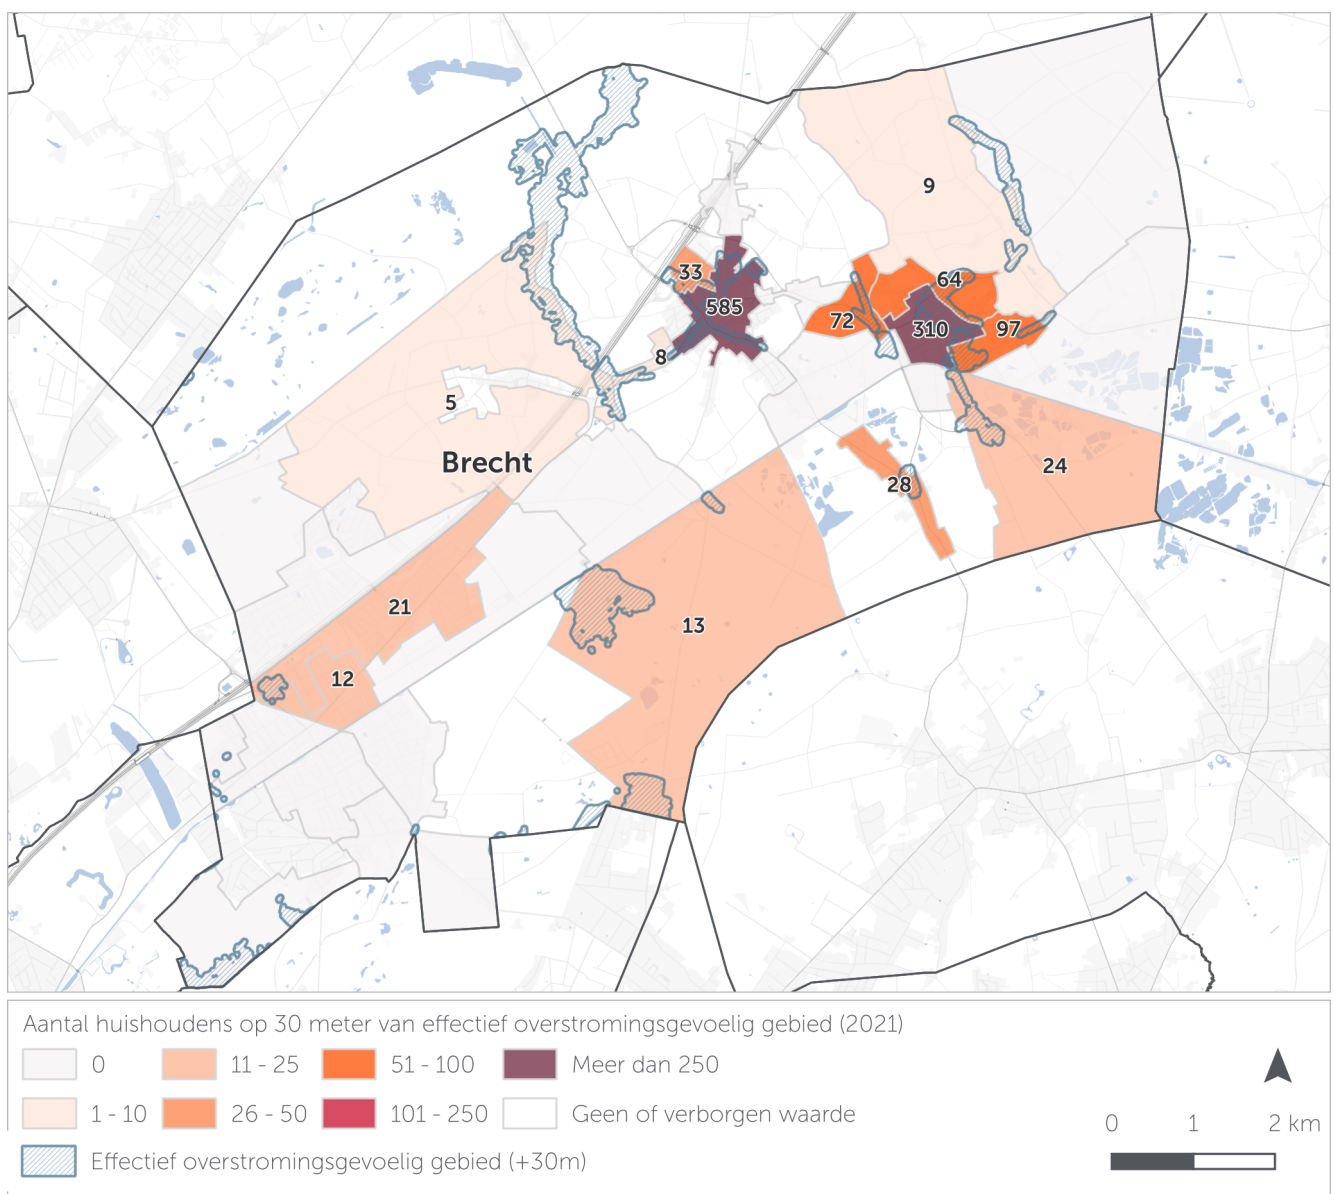 9
33
64
585
72
310
97
8
5
Brecht
24
28
21
13
12
Aantal huishoudens op 30 meter van effectief overstromingsgevoelig gebied (2021)
0 11 - 25 51 - 100 Meer dan 250
1 - 10 26 - 50 101 - 250 Geen of verborgen waarde
0 1 2 km
Effectief overstromingsgevoelig gebied (+30m)